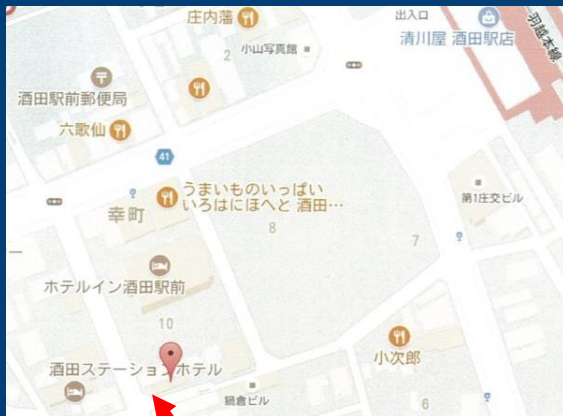 庄内藩
出入口
2
小山写真館
清川屋 酒田駅店
羽越本線
酒田駅前郵便局
六歌仙
41
うまいものいっぱい
いろはにほへと 酒田…
幸町
8
7
第1庄交ビル
ホテルイン酒田駅前
10
酒田ステーションホテル
小次郎
鍋倉ビル
6